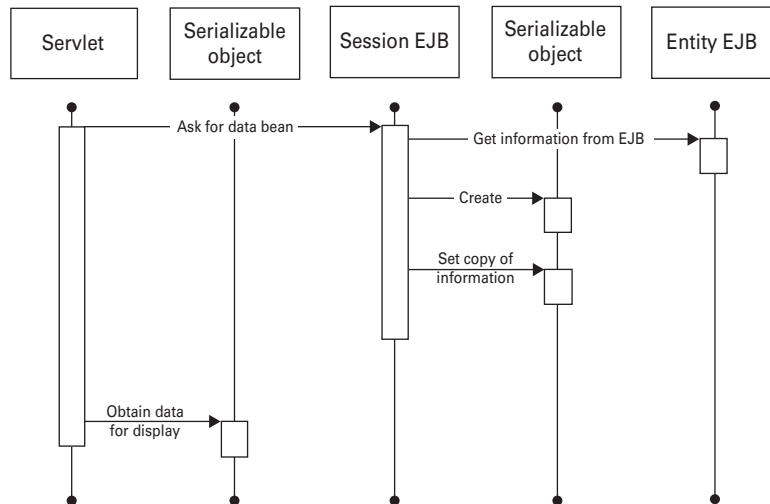 Servlet
Serializable
object
Session EJB
Serializable
object
Entity EJB
Ask for data bean
Get information from EJB
Create
Set copy of
information
Obtain data
for display